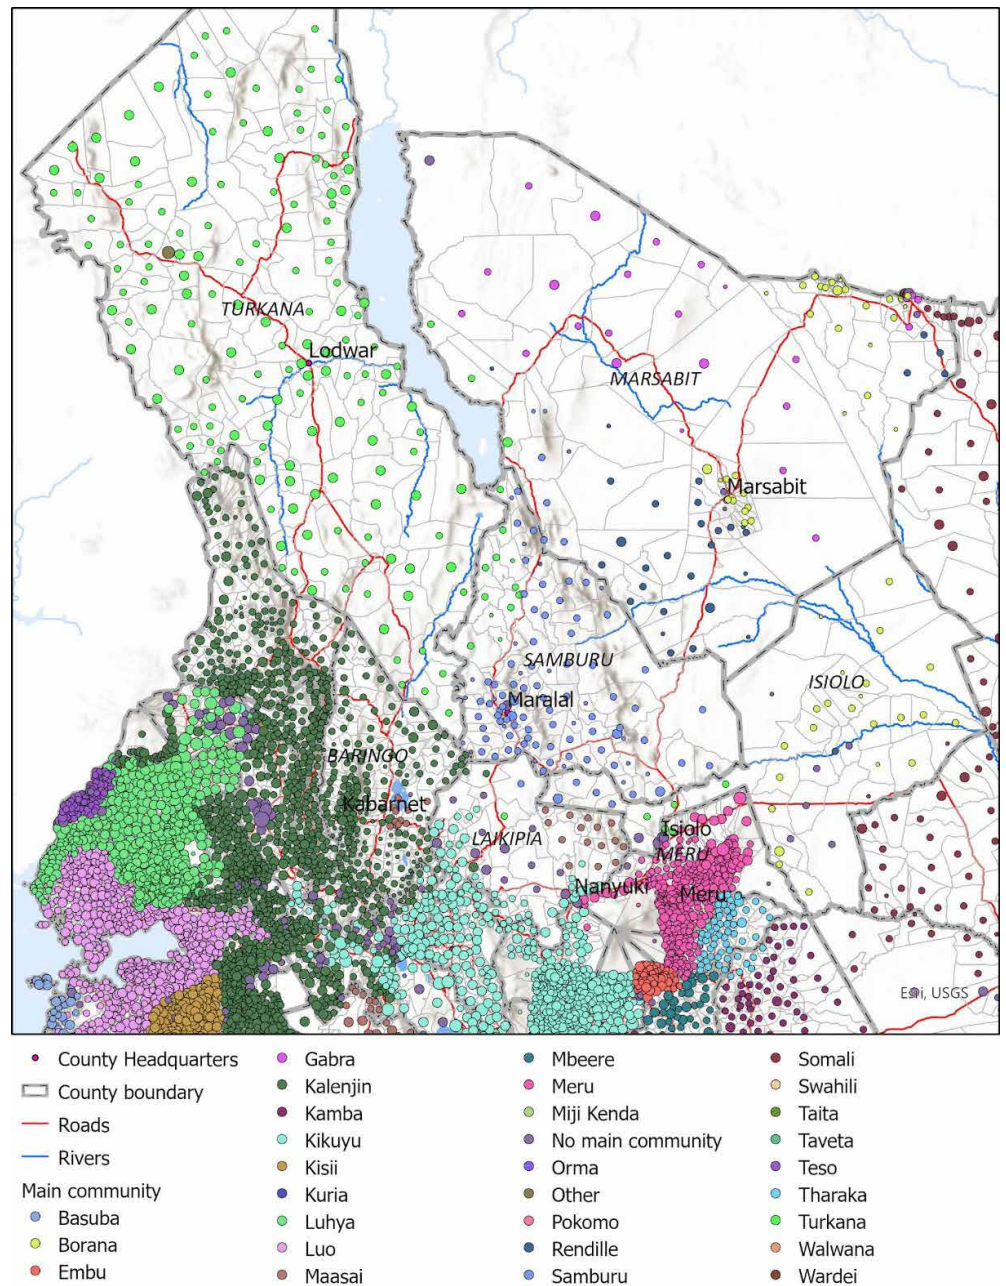 TURKANA
Lodwar
MARSABIT
Marsabit
SAMBURU
ISIOLO
Maralal
BARINGO
Kabarnet
LAIKIPIA
Isiolo
MERU
Nanyuki
Meru
Esri, USGS
County Headquarters
County boundary
Roads
Rivers
Main community
Basuba
Borana
Embu
Gabra
Kalenjin
Kamba
Kikuyu
Kisii
Kuria
Luhya
Luo
Maasai
Mbeere
Meru
Miji Kenda
No main community
Orma
Other
Pokomo
Rendille
Samburu
Somali
Swahili
Taita
Taveta
Teso
Tharaka
Turkana
Walwana
Wardei